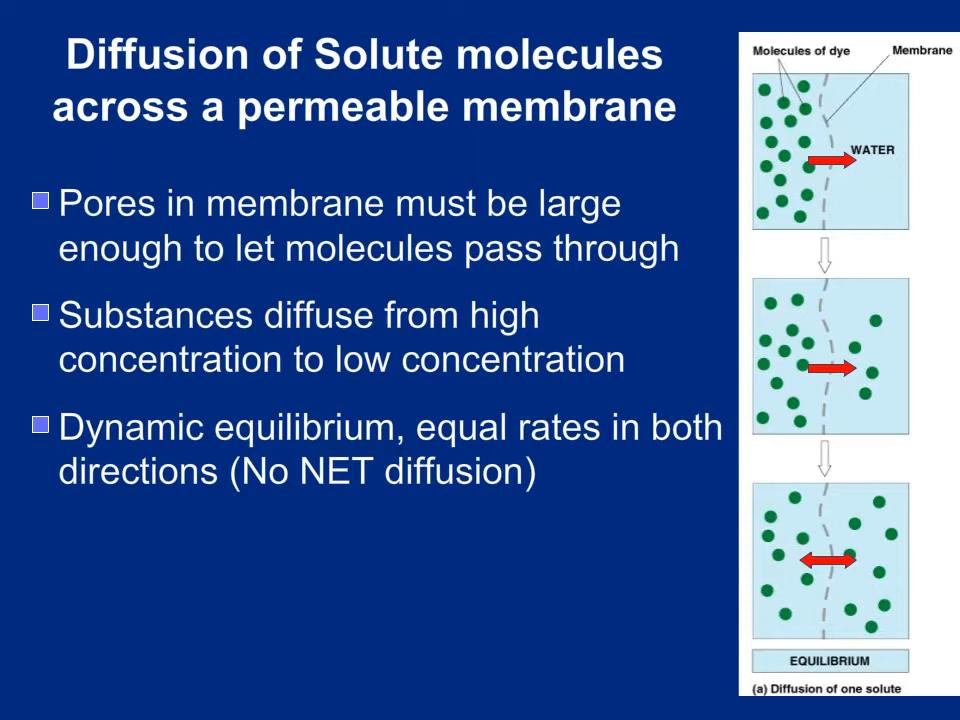 Diffusion of Solute molecules
across a permeable membrane
Pores in membrane must be large
enough to let molecules pass through
Substances diffuse from high
concentration to low concentration
Dynamic equilibrium, equal rates in both
directions (No NET diffusion)
Molecules of dye
Membrane
WATER
EQUILIBRIUM
(a) Diffusion of one solute